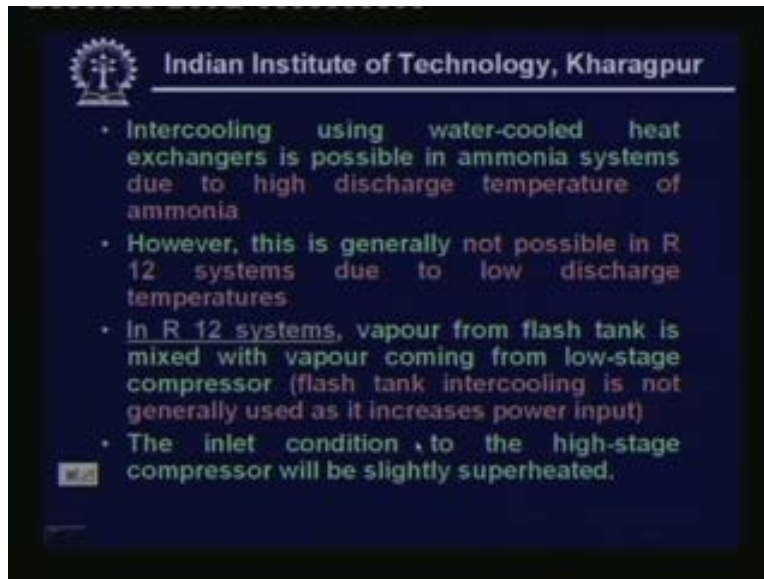 Indian Institute of Technology, Kharagpur
• Intercooling using water-cooled heat
exchangers is possible in ammonia systems
due to high discharge temperature of
ammonia
• However, this is generally not possible in R
12 systems due to low discharge
temperatures
• In R 12 systems, vapour from flash tank is
mixed with vapour coming from low-stage
compressor (flash tank intercooling is not
generally used as it increases power input)
• The inlet condition to the high-stage
compressor will be slightly superheated.